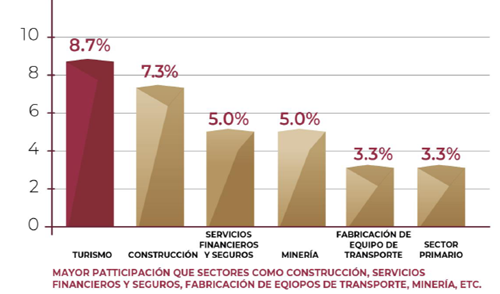 10
8.7%
8
7.3%
6
5.0%
5.0%
4
3.3%
3.3%
2
0
TURISMO
CONSTRUCCIÓN
SERVICIOS
FINANCIEROS
Y SEGUROS
MINERÍA
FABRICACIÓN DE
EQUIPO DE
TRANSPORTE
SECTOR
PRIMARIO
MAYOR PATTICIPACIÓN QUE SECTORES COMO CONSTRUCCIÓN, SERVICIOS
FINANCIEROS Y SEGUROS, FABRICACIÓN DE EQIOPOS DE TRANSPORTE, MINERÍA, ETC.